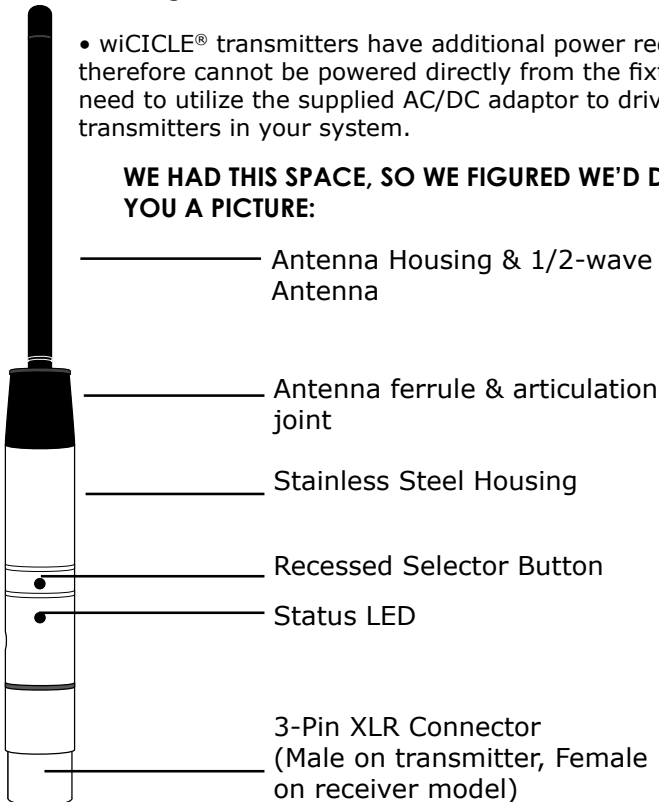 • wiCICLE® transmitters have additional power
therefore cannot be powered directly from the
need to utilize the supplied AC/DC adaptor to
transmitters in your system.
WE HAD THIS SPACE, SO WE FIGURED WE’D
YOU A PICTURE:
Antenna Housing & 1/2-wave
Antenna
Antenna ferrule & articulation
joint
Stainless Steel Housing
Recessed Selector Button
Status LED
3-Pin XLR Connector
(Male on transmitter, Female
on receiver model)